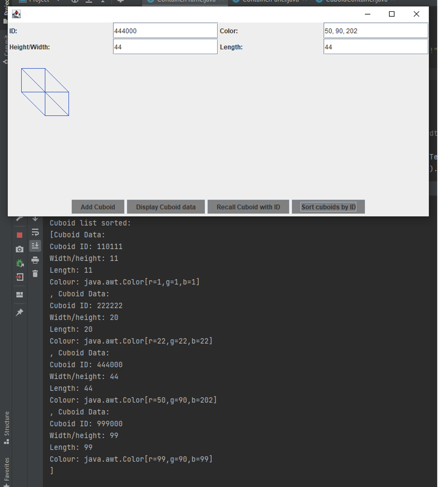 ID:
444000
Color:
50, 90, 202
Height/Width:
44
Length:
44
Add Cuboid
Display Cuboid data
Recall Cuboid with ID
Sort cuboids by ID
Cuboid list sorted:
[Cuboid Data:
Cuboid ID: 110111
Width/height: 11
Length: 11
Colour: java.awt.Color[r=1,g=1,b=1]
, Cuboid Data:
Cuboid ID: 222222
Width/height: 20
Length: 20
Colour: java.awt.Color[r=22,g=22,b=22]
, Cuboid Data:
Cuboid ID: 444000
Width/height: 44
Length: 44
Colour: java.awt.Color[r=50,g=90,b=202]
, Cuboid Data:
Cuboid ID: 999000
Width/height: 99
Length: 99
Colour: java.awt.Color[r=99,g=90,b=99]
]
Structure
Favorites